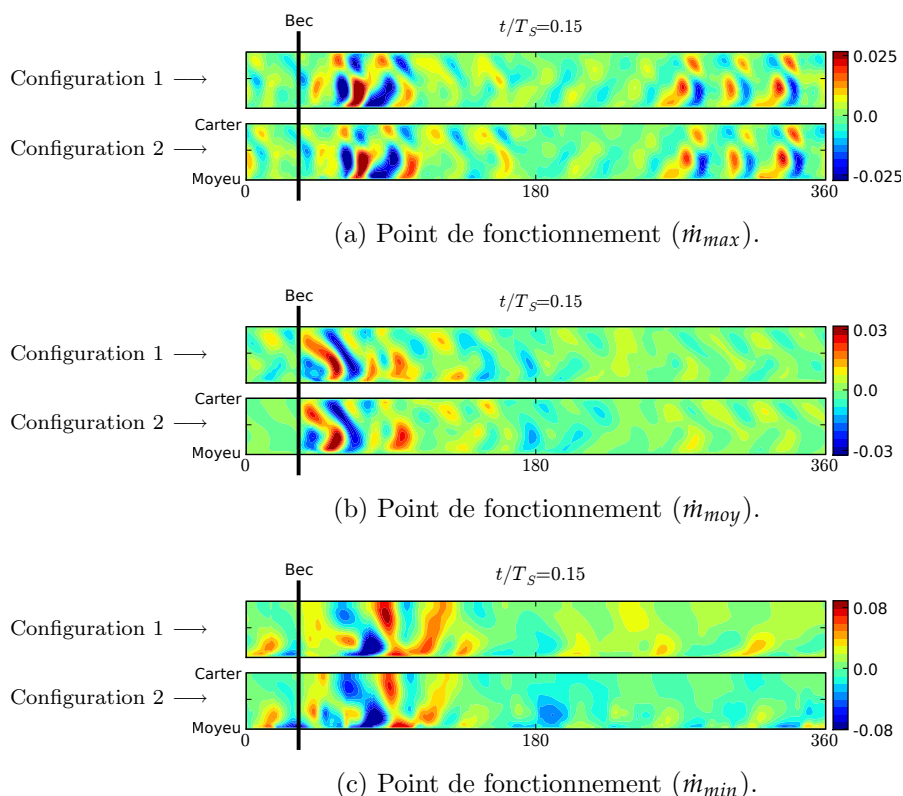 Bec
t/T_S=0.15
Configuration 1 →
0.025
Configuration 2 →
Carter
0.0
Moyeu
-0.025
0 180 360
(a) Point de fonctionnement (ṁ_max).
Bec
t/T_S=0.15
Configuration 1 →
0.03
Configuration 2 →
Carter
0.0
Moyeu
-0.03
0 180 360
(b) Point de fonctionnement (ṁ_moy).
Bec
t/T_S=0.15
Configuration 1 →
0.08
Configuration 2 →
Carter
0.0
Moyeu
-0.08
0 180 360
(c) Point de fonctionnement (ṁ_min).